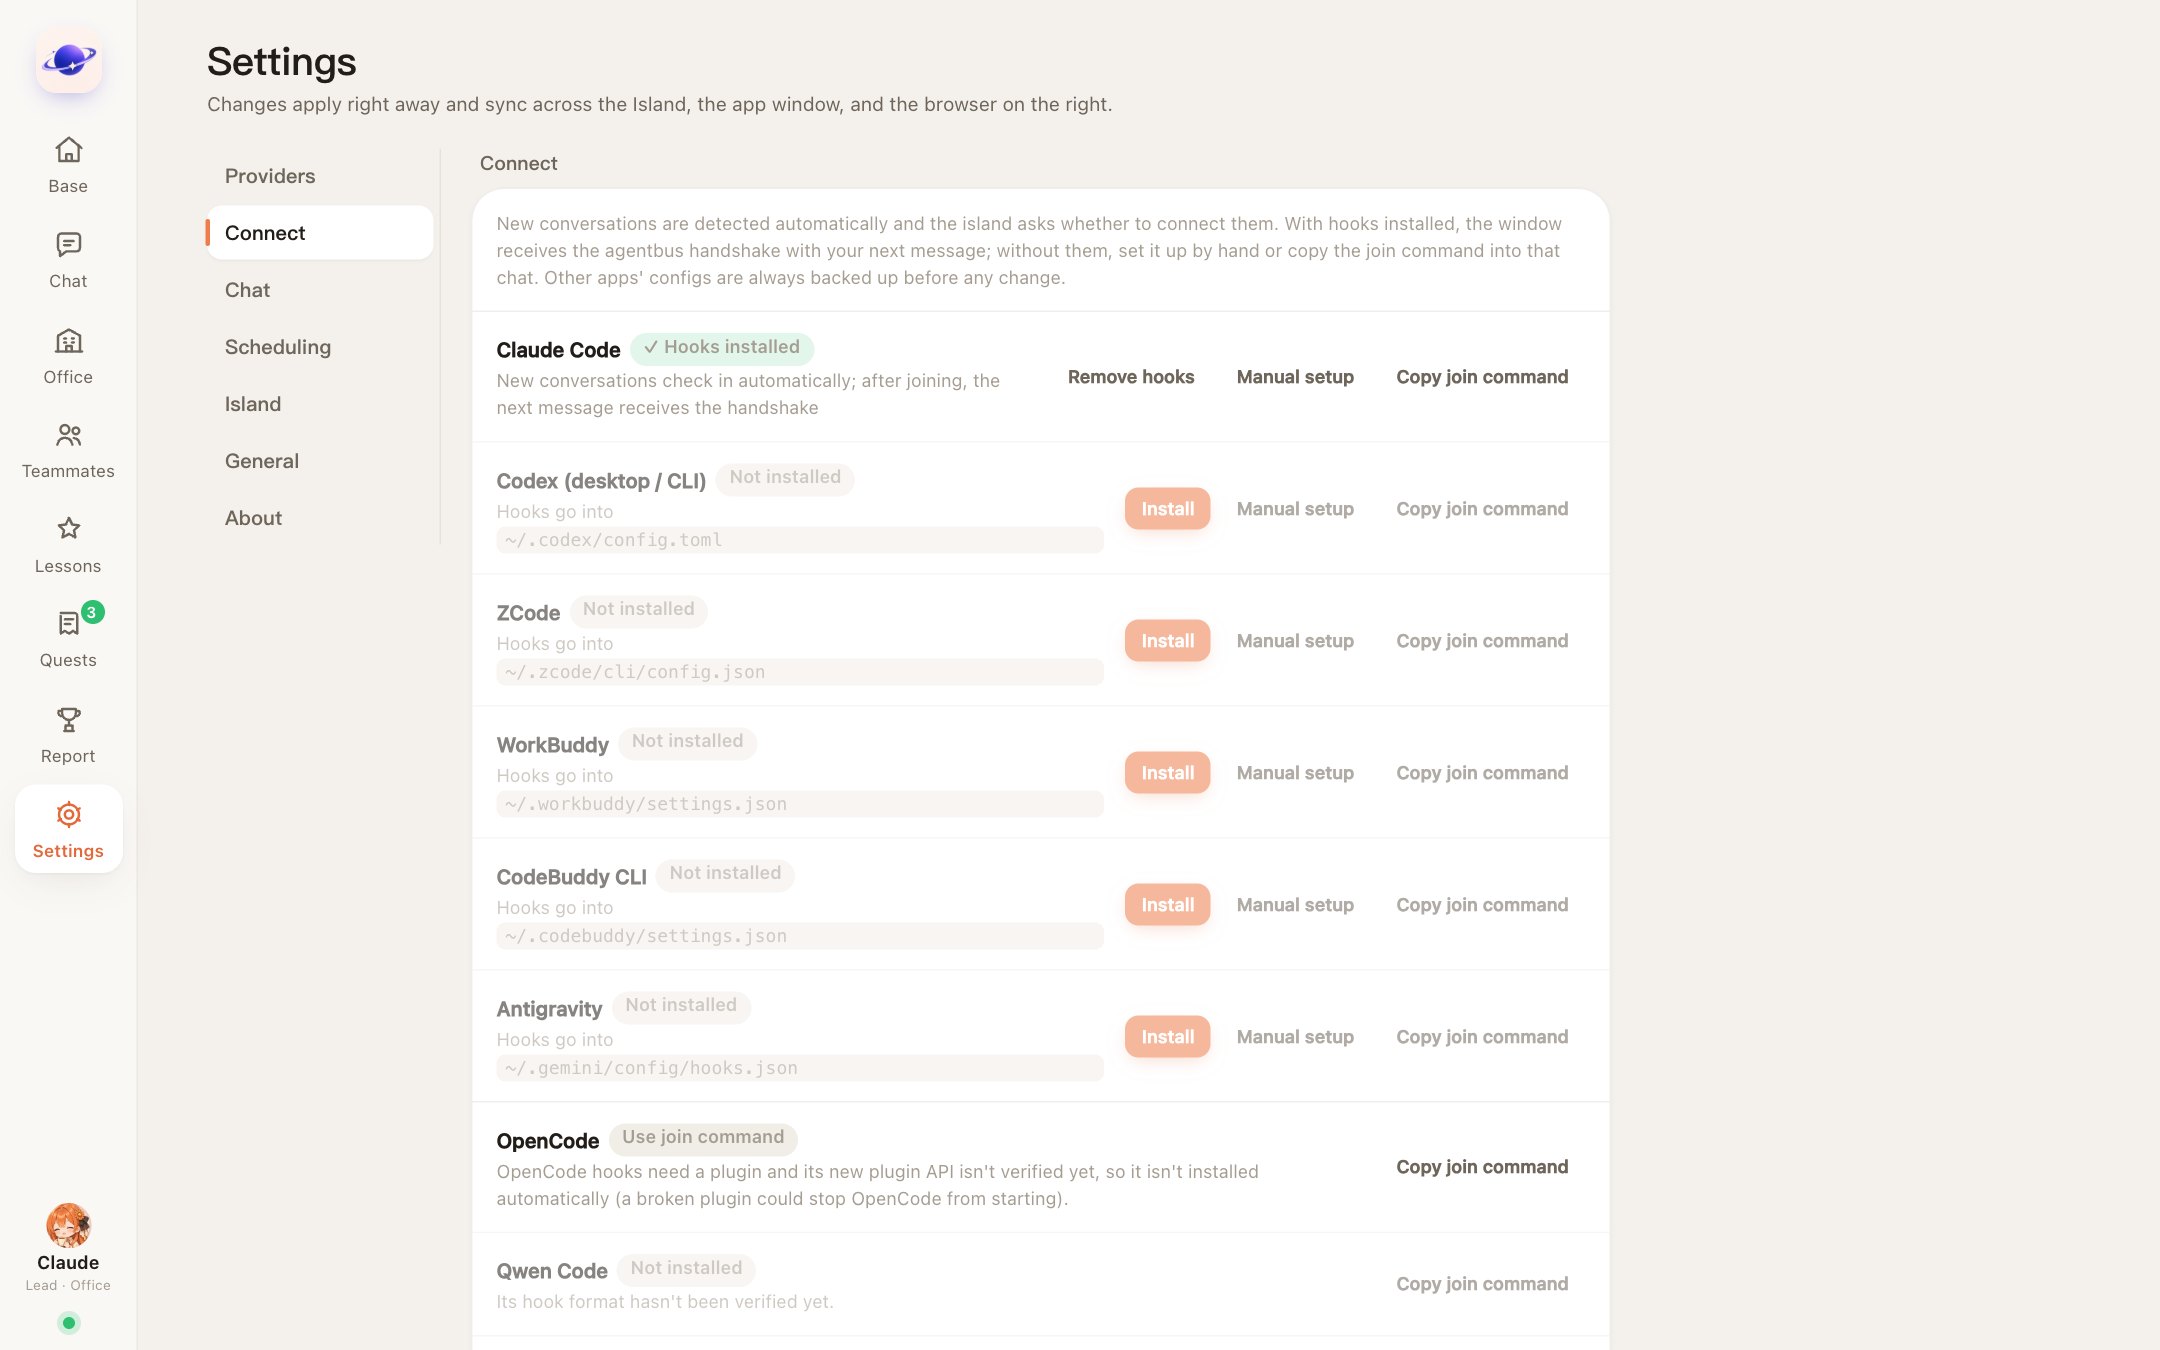 Settings
Changes apply right away and sync across the Island, the app window, and the browser on the right.
Base
Chat
Office
Teammates
Lessons
3
Quests
Report
Settings
Claude
Lead · Office
Providers
Connect
Chat
Scheduling
Island
General
About
Connect
New conversations are detected automatically and the island asks whether to connect them. With hooks installed, the window
receives the agentbus handshake with your next message; without them, set it up by hand or copy the join command into that
chat. Other apps' configs are always backed up before any change.
Claude Code ✓ Hooks installed
New conversations check in automatically; after joining, the
next message receives the handshake
Remove hooks Manual setup Copy join command
Codex (desktop / CLI) Not installed
Hooks go into
~/.codex/config.toml
Install Manual setup Copy join command
ZCode Not installed
Hooks go into
~/.zcode/cli/config.json
Install Manual setup Copy join command
WorkBuddy Not installed
Hooks go into
~/.workbuddy/settings.json
Install Manual setup Copy join command
CodeBuddy CLI Not installed
Hooks go into
~/.codebuddy/settings.json
Install Manual setup Copy join command
Antigravity Not installed
Hooks go into
~/.gemini/config/hooks.json
Install Manual setup Copy join command
OpenCode Use join command
OpenCode hooks need a plugin and its new plugin API isn't verified yet, so it isn't installed
automatically (a broken plugin could stop OpenCode from starting).
Copy join command
Qwen Code Not installed
Its hook format hasn't been verified yet.
Copy join command